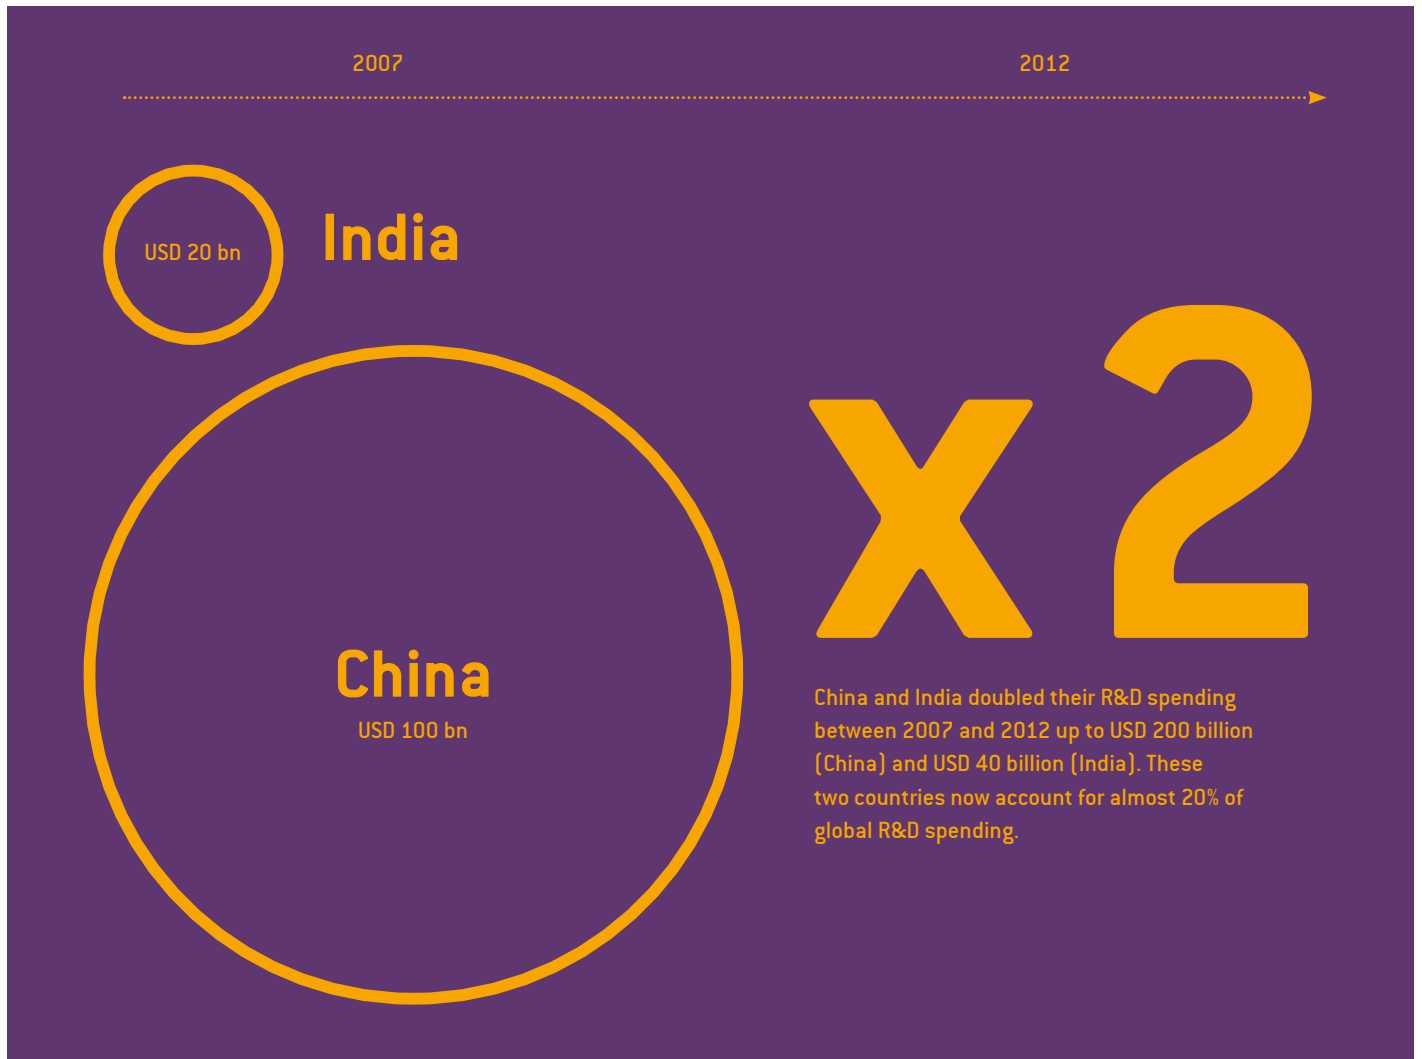 2007
2012
USD 20 bn
India
x2
China
USD 100 bn
China and India doubled their R&D spending
between 2007 and 2012 up to USD 200 billion
(China) and USD 40 billion (India). These
two countries now account for almost 20% of
global R&D spending.